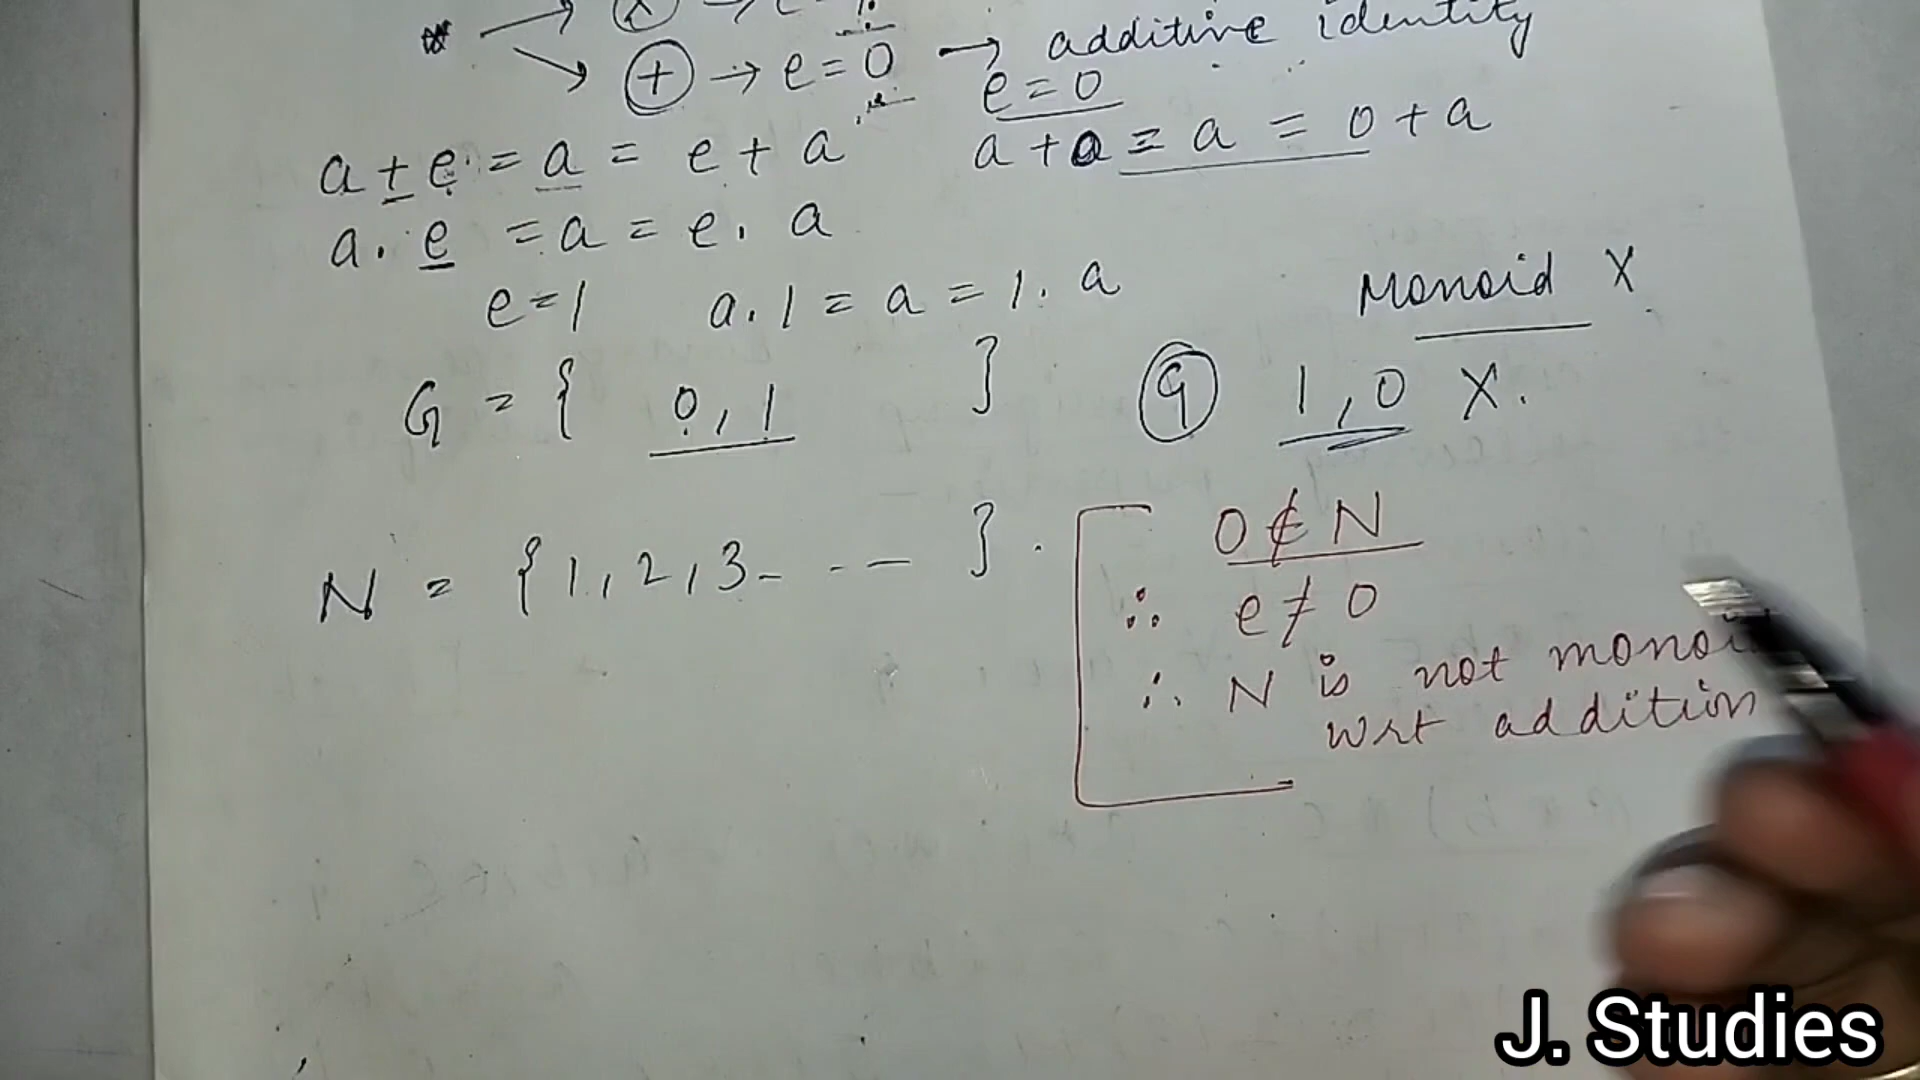 * → ⊗ → e = 1
→ ⊕ → e = 0 → additive identity
e = 0
a + e = a = e + a
a + 0 = a = 0 + a
a . e = a = e . a
e = 1 a . 1 = a = 1 . a
Monoid X
G = { 0 , 1 }
G 1 , 0 X .
N = { 1 , 2 , 3 - - - - } .
0 ∉ N
∴ e ≠ 0
∴ N is not monoid
wrt addition
J. Studies